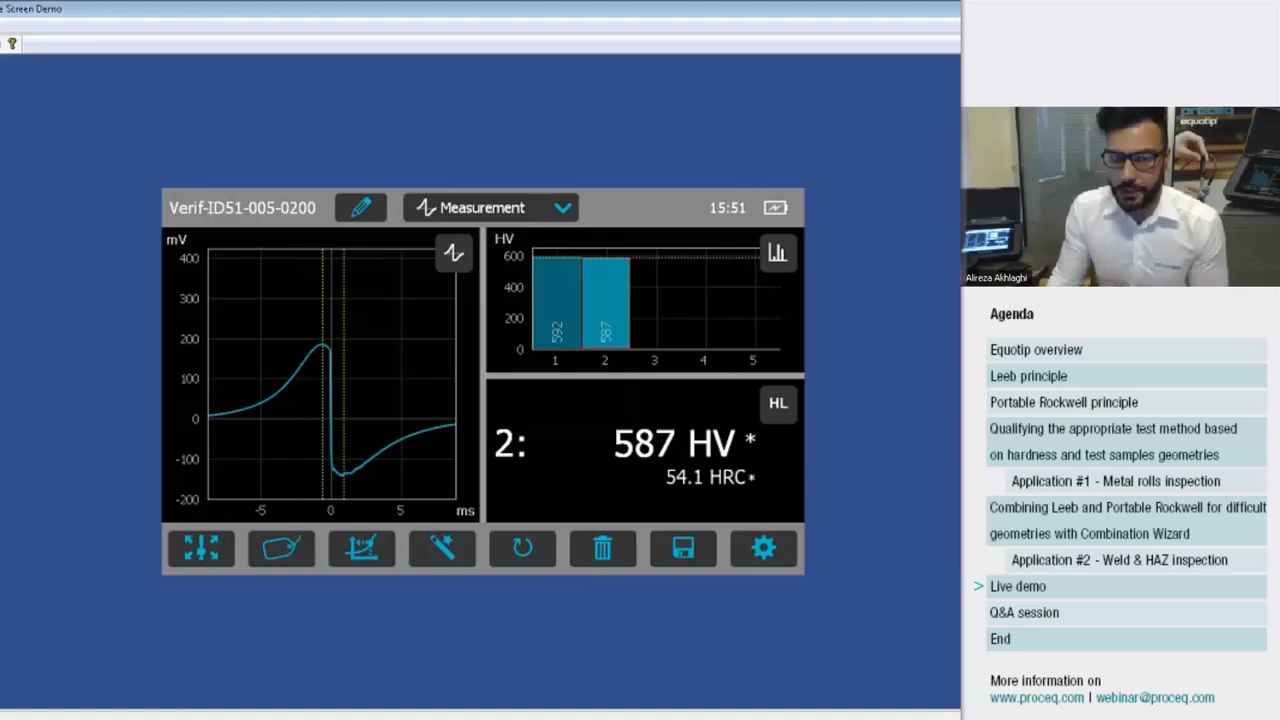 e Screen Demo
?
Verif-ID51-005-0200
Measurement
15:51
mV
400
300
200
100
0
-100
-200
-5
0
5
ms
HV
600
400
200
0
592
587
1
2
3
4
5
HL
2:
587 HV *
54.1 HRC*
proceq
equotip
Alireza Akhlaghi
Agenda
Equotip overview
Leeb principle
Portable Rockwell principle
Qualifying the appropriate test method based
on hardness and test samples geometries
Application #1 - Metal rolls inspection
Combining Leeb and Portable Rockwell for difficult
geometries with Combination Wizard
Application #2 - Weld & HAZ inspection
> Live demo
Q&A session
End
More information on
www.proceq.com | webinar@proceq.com